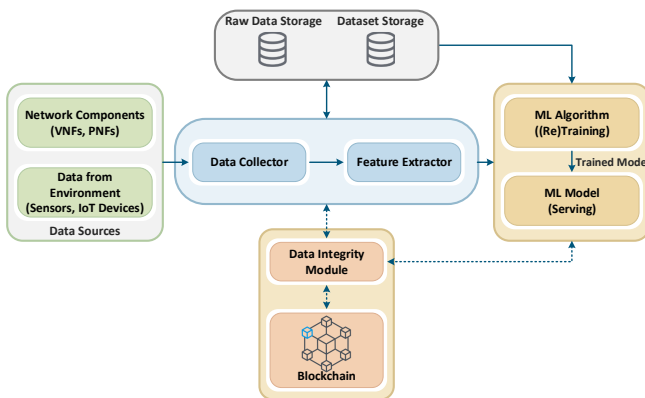 Raw Data Storage
Dataset Storage
Network Components
(VNFs, PNFs)
Data from
Environment
(Sensors, IoT Devices)
Data Sources
Data Collector
Feature Extractor
ML Algorithm
((Re)Training)
Trained Model
ML Model
(Serving)
Data Integrity
Module
Blockchain